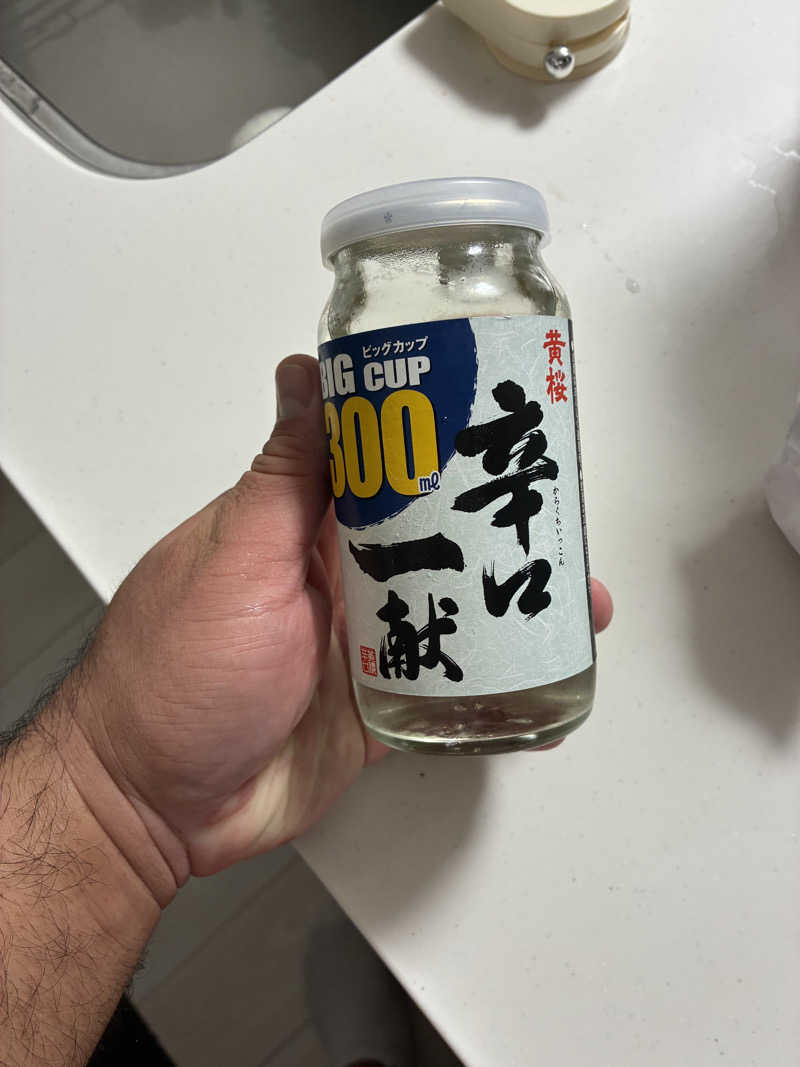 ビッグカップ
BIG CUP
300ml
黄桜
辛口
からくちいっこん
一献